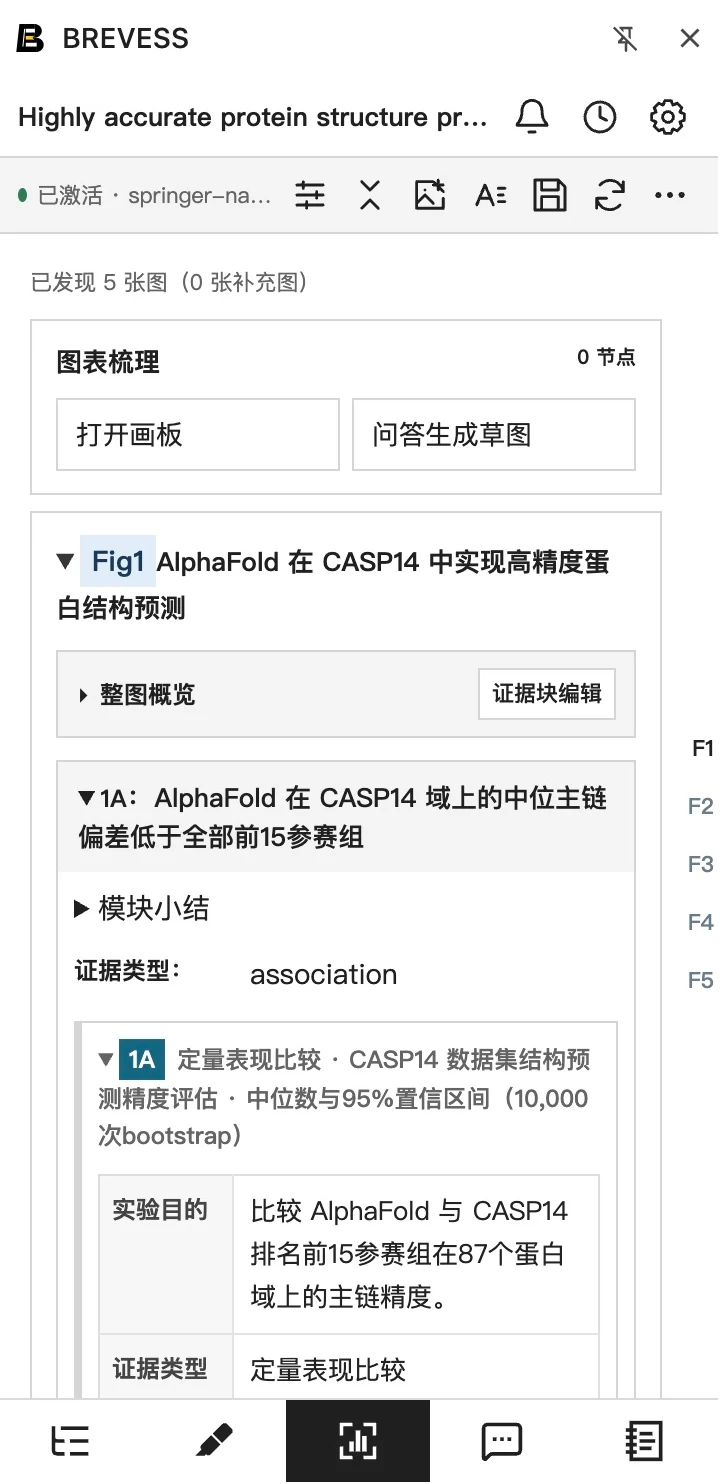 BREVESS
Highly accurate protein structure pr...
已激活 · springer-na...
已发现 5 张图（0 张补充图）
图表梳理
0 节点
打开画板
问答生成草图
Fig1 AlphaFold 在 CASP14 中实现高精度蛋
白结构预测
整图概览
证据块编辑
1A： AlphaFold 在 CASP14 域上的中位主链
偏差低于全部前15参赛组
模块小结
证据类型：
association
1A 定量表现比较 · CASP14 数据集结构预
测精度评估 · 中位数与95%置信区间（10,000
次bootstrap）
实验目的
比较 AlphaFold 与 CASP14
排名前15参赛组在87个蛋白
域上的主链精度。
证据类型
定量表现比较
F1
F2
F3
F4
F5